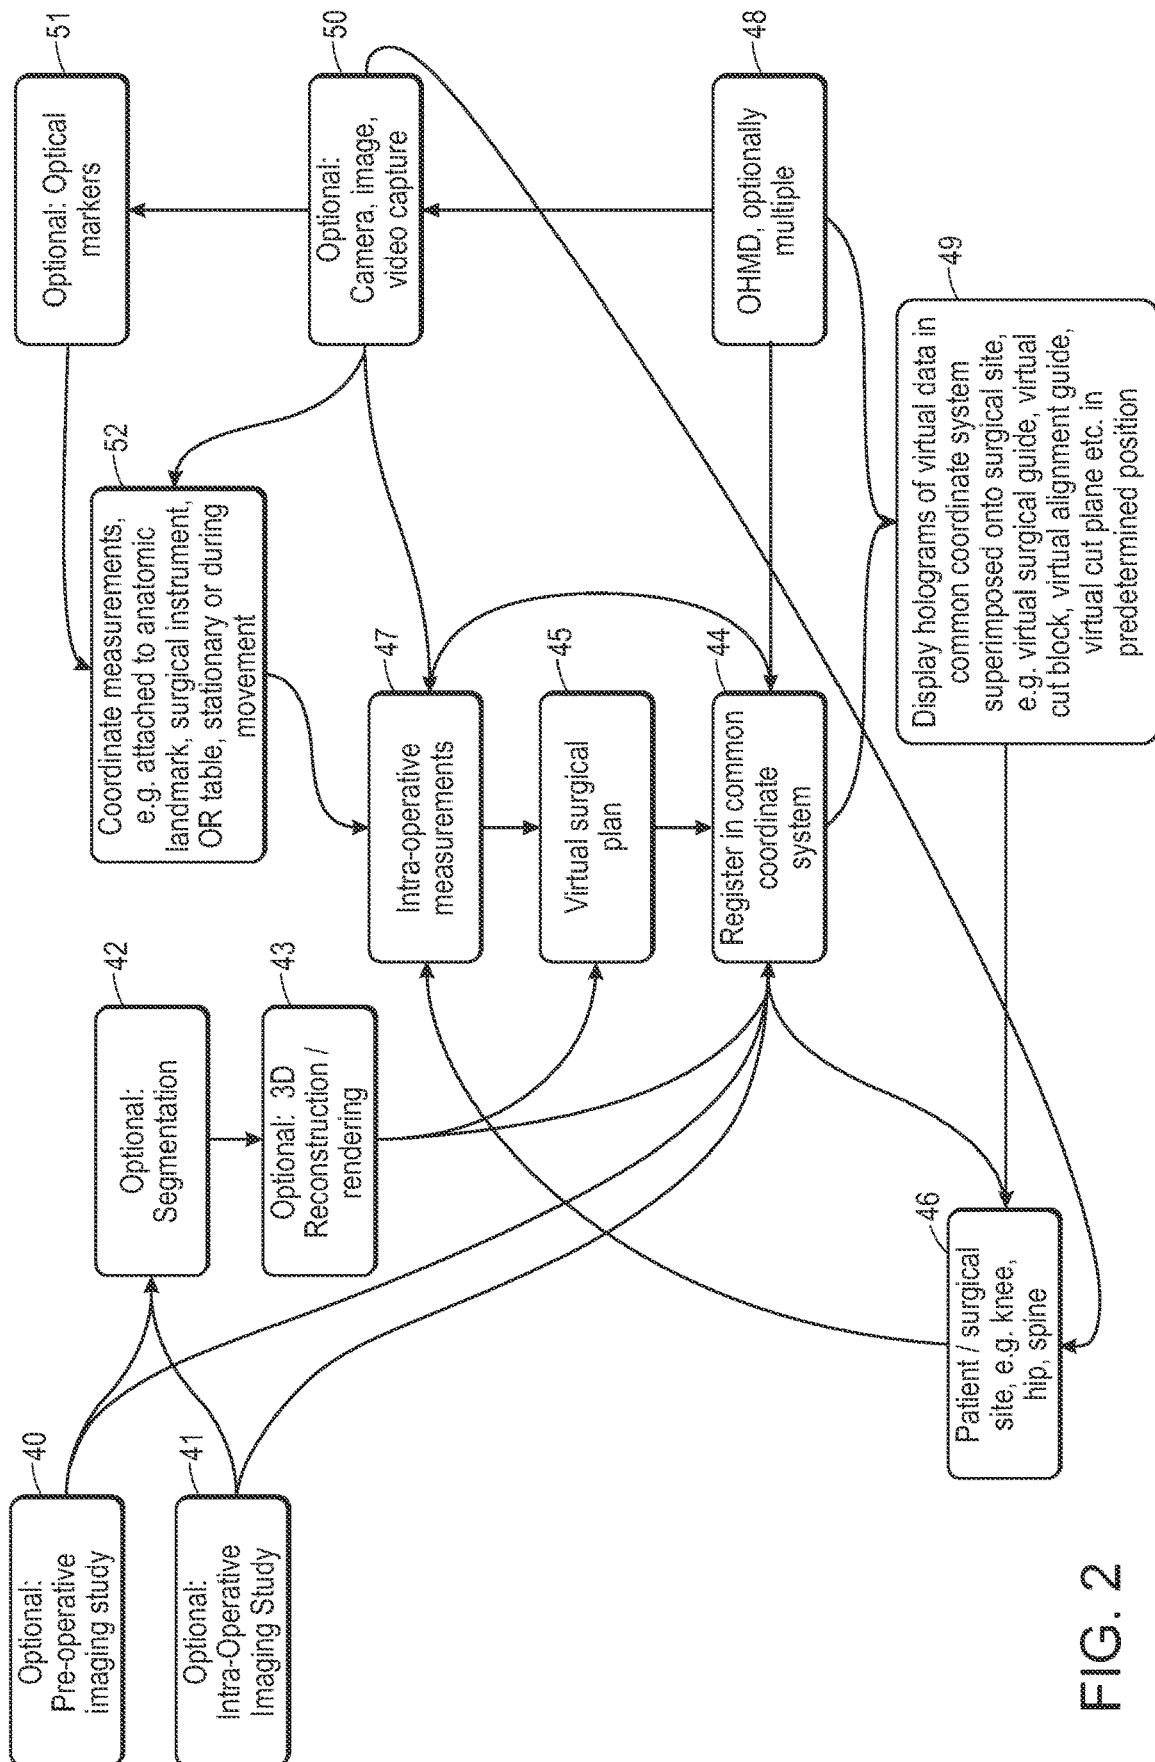 40
Optional:
Pre-operative
imaging study
41
Optional:
Intra-Operative
Imaging Study
42
Optional:
Segmentation
43
Optional: 3D
Reconstruction /
rendering
51
Optional: Optical
markers
52
Coordinate measurements,
e.g. attached to anatomic
landmark, surgical instrument,
OR table, stationary or during
movement
50
Optional:
Camera, image,
video capture
47
Intra-operative
measurements
45
Virtual surgical
plan
44
Register in common
coordinate
system
48
OHMD, optionally
multiple
46
Patient / surgical
site, e.g. knee,
hip, spine
49
Display holograms of virtual data in
common coordinate system
superimposed onto surgical site,
e.g. virtual surgical guide, virtual
cut block, virtual alignment guide,
virtual cut plane etc. in
predetermined position
FIG. 2